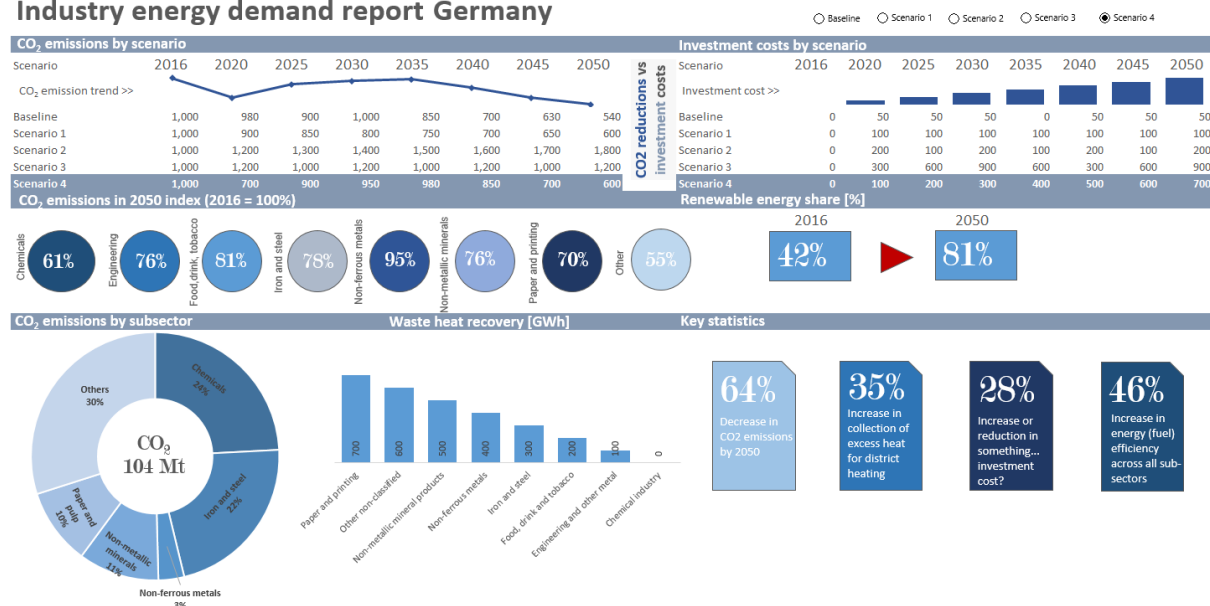 Industry energy demand report Germany
Baseline Scenario 1 Scenario 2 Scenario 3 Scenario 4
CO2 emissions by scenario
Scenario 2016 2020 2025 2030 2035 2040 2045 2050
CO2 emission trend >>
Baseline 1,000 980 900 1,000 850 700 630 540
Scenario 1 1,000 900 850 800 750 700 650 600
Scenario 2 1,000 1,200 1,300 1,400 1,500 1,600 1,700 1,800
Scenario 3 1,000 1,200 1,000 1,200 1,000 1,200 1,000 1,200
Scenario 4 1,000 700 900 950 980 850 700 600
CO2 reductions vs
investment costs
Investment costs by scenario
Scenario 2016 2020 2025 2030 2035 2040 2045 2050
Investment cost >>
Baseline 0 50 50 50 0 50 50 50
Scenario 1 0 100 100 100 100 100 100 100
Scenario 2 0 200 100 200 100 100 100 200
Scenario 3 0 300 600 900 600 300 600 900
Scenario 4 0 100 200 300 400 500 600 700
CO2 emissions in 2050 index (2016 = 100%)
Chemicals 61%
Engineering 76%
Food,drink, tobacco 81%
Iron and steel 78%
Non-ferrous metals 95%
Non-metallic minerals 76%
Paper and printing 70%
Other 55%
Renewable energy share [%]
2016 2050
42% 81%
CO2 emissions by subsector
Chemicals
24%
Iron and steel
22%
Non-ferrous metals
3%
Non-metallic
minerals
11%
Paper and
pulp
10%
Others
30%
CO2
104 Mt
Waste heat recovery [GWh]
700 600 500 400 300 200 100 0
Paper and printing
Other non-classified
Non-metallic mineral products
Non-ferrous metals
Iron and steel
Food, drink and tobacco
Engineering and other metal
Chemical industry
Key statistics
64%
Decrease in
CO2 emissions
by 2050
35%
Increase in
collection of
excess heat
for district
heating
28%
Increase or
reduction in
something...
investment
cost?
46%
Increase in
energy (fuel)
efficiency
across all sub-
sectors